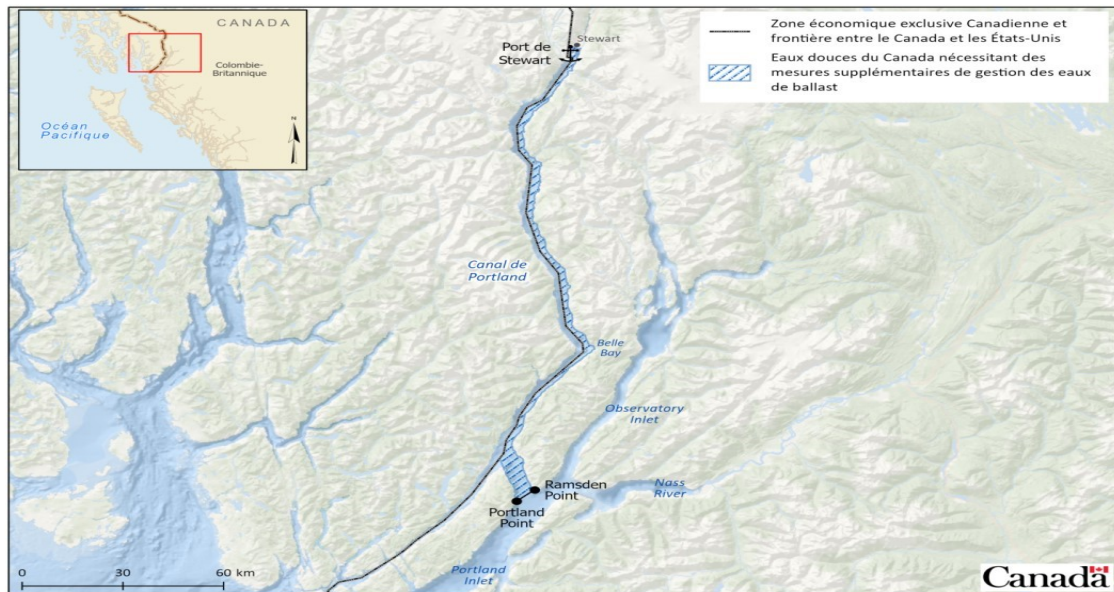 CANADA
Colombie-
Britannique
Océan
Pacifique
N
Zone économique exclusive Canadienne et
frontière entre le Canada et les États-Unis
Eaux douces du Canada nécessitant des
mesures supplémentaires de gestion des eaux
de ballast
Stewart
Port de
Stewart
Canal de
Portland
Belle
Bay
Observatory
Inlet
Nass
River
Ramsden
Point
Portland
Point
Portland
Inlet
0 30 60 km
Canada